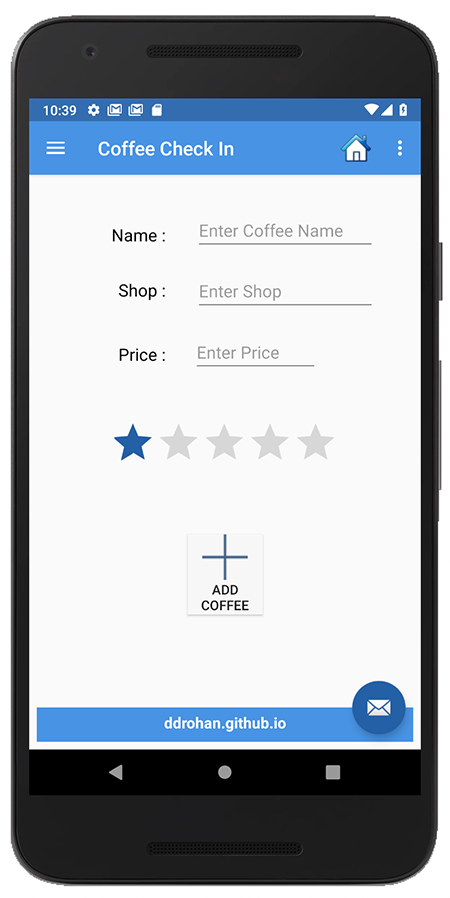 10:39
Coffee Check In
Name : Enter Coffee Name
Shop : Enter Shop
Price : Enter Price
ADD
COFFEE
ddrohan.github.io